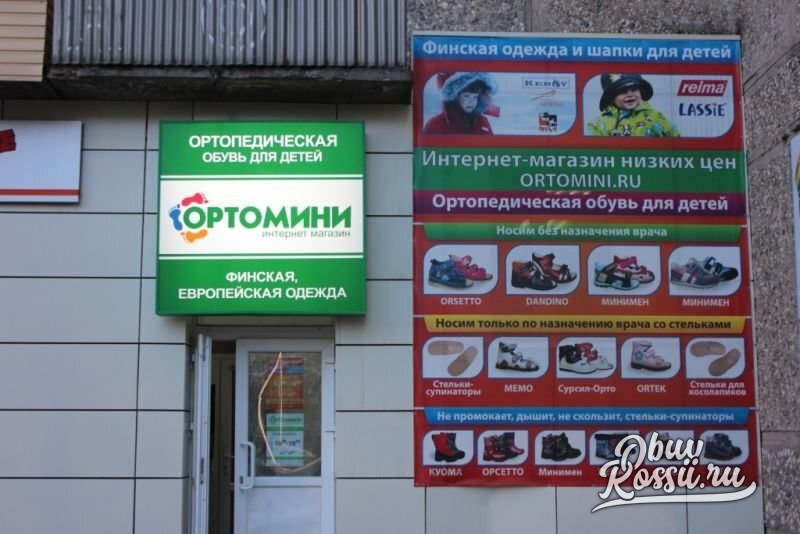 ОРТОПЕДИЧЕСКАЯ
ОБУВЬ ДЛЯ ДЕТЕЙ
ОРТОМИНИ
интернет магазин
ФИНСКАЯ,
ЕВРОПЕЙСКАЯ ОДЕЖДА
ОРТОМИНИ
Финская одежда и шапки для детей
KERRY
reima
LASSIE
Интернет-магазин низких цен
ORTOMINI.RU
Ортопедическая обувь для детей
Носим без назначения врача
ORSETTO
DANDINO
МИНИМЕН
МИНИМЕН
Носим только по назначению врача со стельками
Стельки-
супинаторы
МЕМО
Сурсил-Орто
ORTEK
Стельки для
косолапиков
Не промокает, дышит, не скользит, стельки-супинаторы
КУОМА
ОРСЕТТО
Минимен
Obuv
Rossii.ru